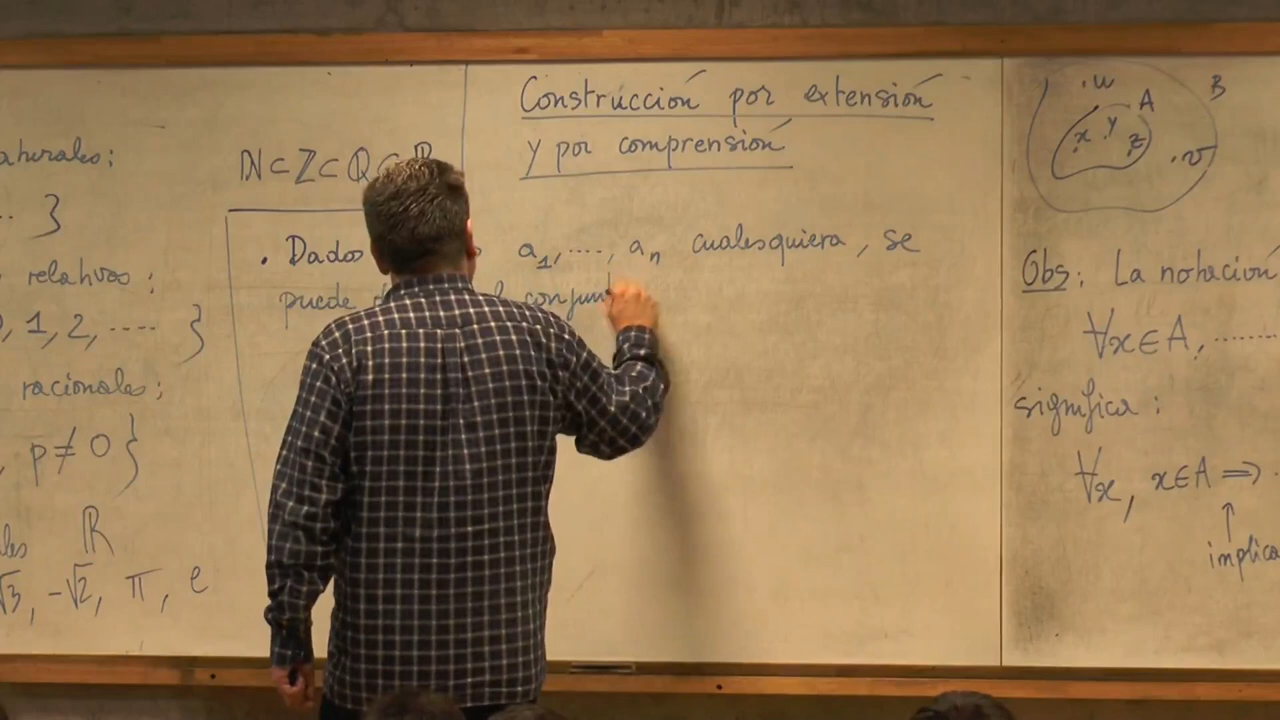 aturales:
... }
relativos:
0, 1, 2, ..... }
racionales:
, p ≠ 0 }
ℝ
√3, -√2, π, e
ℕ ⊂ ℤ ⊂ ℚ ⊂ ℝ
Construcción por extensión
y por comprensión
• Dados a₁, ...., aₙ cualesquiera, se
puede conjun
.w A B
x y z .v
Obs: La notación
∀x ∈ A, ........
significa:
∀x, x ∈ A ⇒
↑
implica